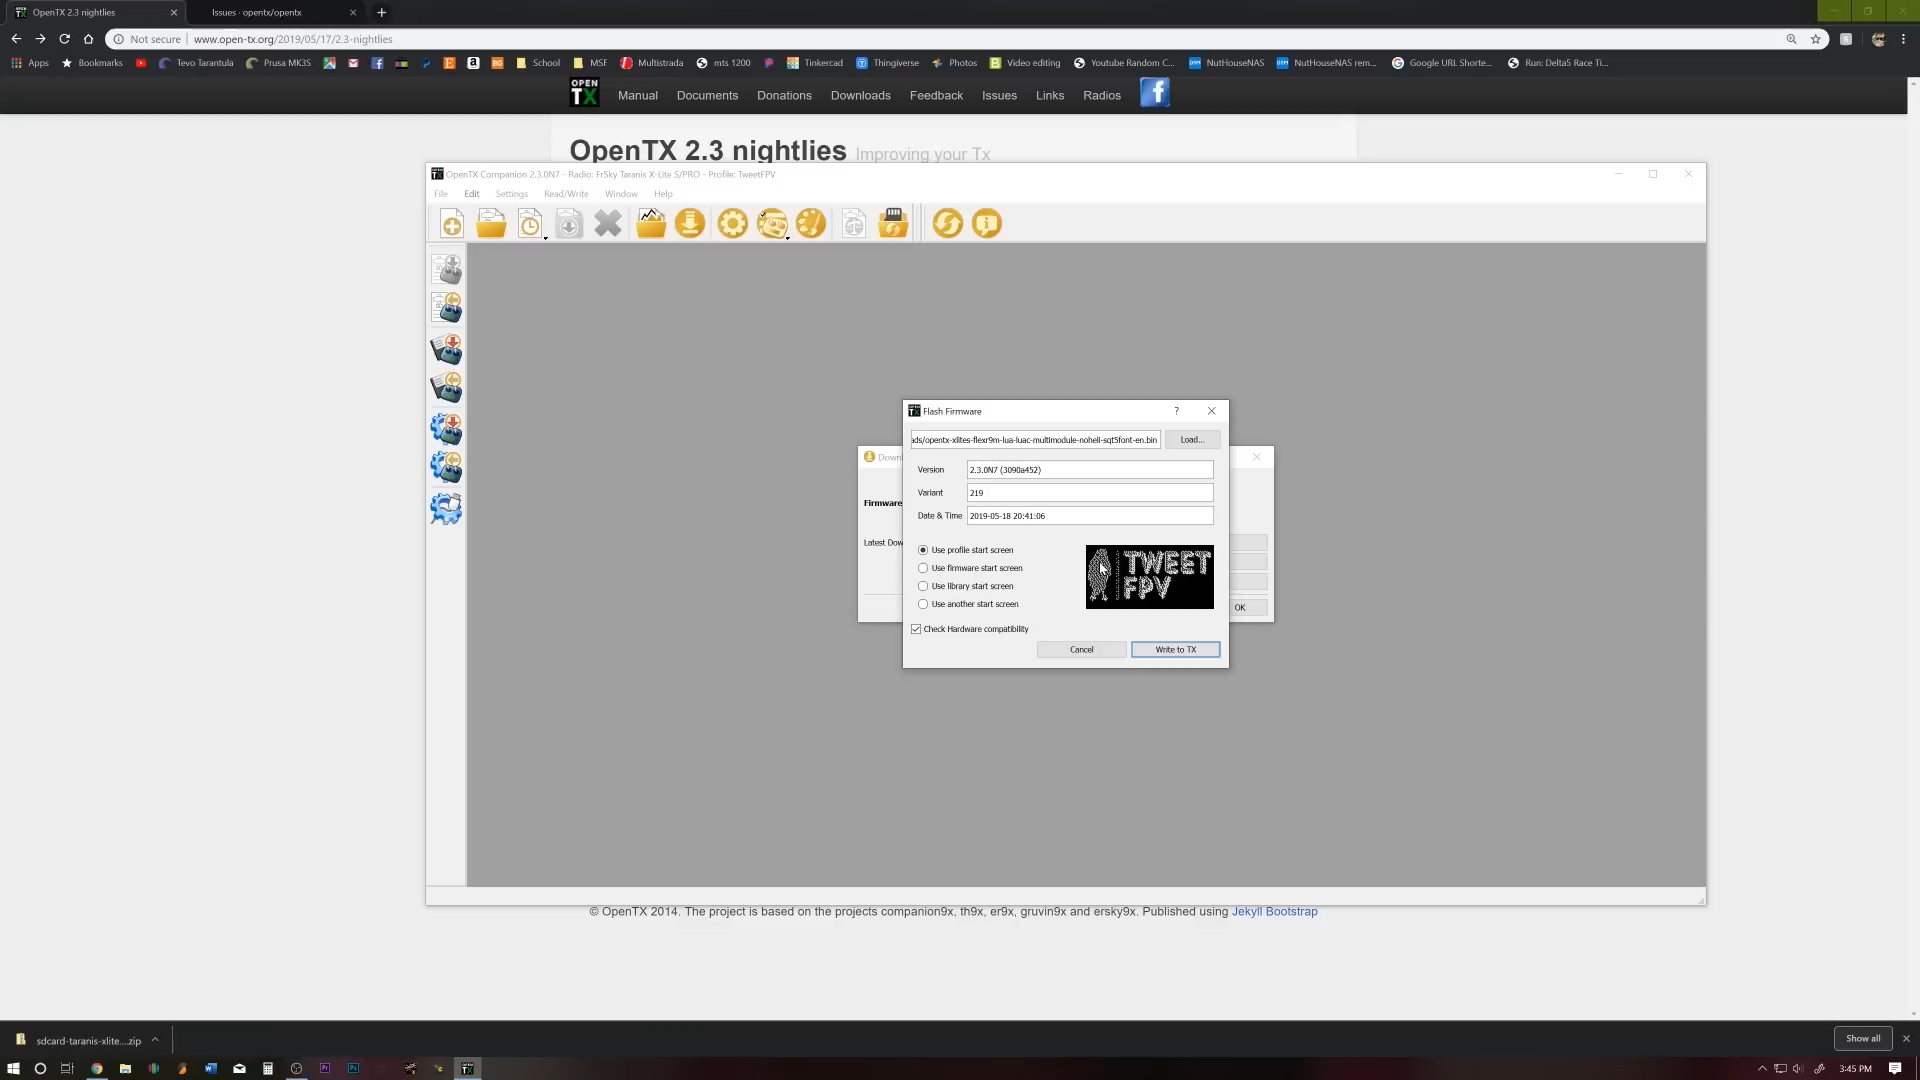 OpenTX 2.3 nightlies
Issues · opentx/opentx
Not secure | www.open-tx.org/2019/05/17/2.3-nightlies
Apps Bookmarks Tevo Tarantula Prusa MK3S School MSF Multistrada mts 1200 Tinkercad Thingiverse Photos Video editing Youtube Random C... NutHouseNAS NutHouseNAS rem... Google URL Shorte... Run: Delta5 Race Ti...
OPEN TX Manual Documents Donations Downloads Feedback Issues Links Radios
OpenTX 2.3 nightlies Improving your Tx
OpenTX Companion 2.3.0N7 - Radio: FrSky Taranis X-Lite S/PRO - Profile: TweetFPV
File Edit Settings Read/Write Window Help
Flash Firmware
ads/opentx-xlites-flexr9m-lua-luac-multimodule-noheli-sqt5font-en.bin Load...
Downl
Version 2.3.0N7 (3090a452)
Variant 219
Firmware
Date & Time 2019-05-18 20:41:06
Latest Dow
Use profile start screen
Use firmware start screen
Use library start screen
Use another start screen
TWEET
FPV
OK
Check Hardware compatibility
Cancel Write to TX
© OpenTX 2014. The project is based on the projects companion9x, th9x, er9x, gruvin9x and ersky9x. Published using Jekyll Bootstrap
sdcard-taranis-xlite....zip
Show all
3:45 PM